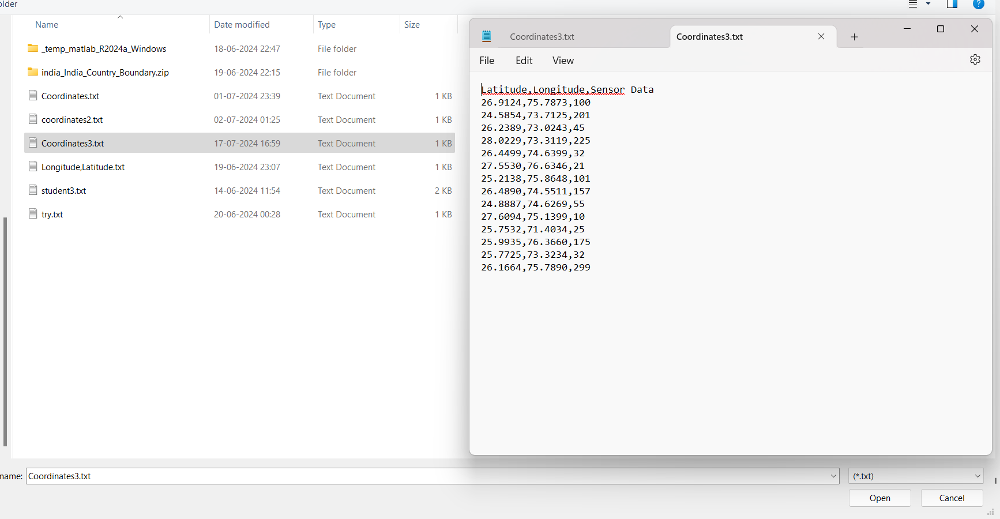 older
Name Date modified Type Size
_temp_matlab_R2024a_Windows 18-06-2024 22:47 File folder
india_India_Country_Boundary.zip 19-06-2024 22:15 File folder
Coordinates.txt 01-07-2024 23:39 Text Document 1 KB
coordinates2.txt 02-07-2024 01:25 Text Document 1 KB
Coordinates3.txt 17-07-2024 16:59 Text Document 1 KB
Longitude,Latitude.txt 19-06-2024 23:07 Text Document 1 KB
student3.txt 14-06-2024 11:54 Text Document 2 KB
try.txt 20-06-2024 00:28 Text Document 1 KB
Coordinates3.txt Coordinates3.txt
File Edit View
Latitude,Longitude,Sensor Data
26.9124,75.7873,100
24.5854,73.7125,201
26.2389,73.0243,45
28.0229,73.3119,225
26.4499,74.6399,32
27.5530,76.6346,21
25.2138,75.8648,101
26.4890,74.5511,157
24.8887,74.6269,55
27.6094,75.1399,10
25.7532,71.4034,25
25.9935,76.3660,175
25.7725,73.3234,32
26.1664,75.7890,299
name: Coordinates3.txt (*.txt)
Open Cancel